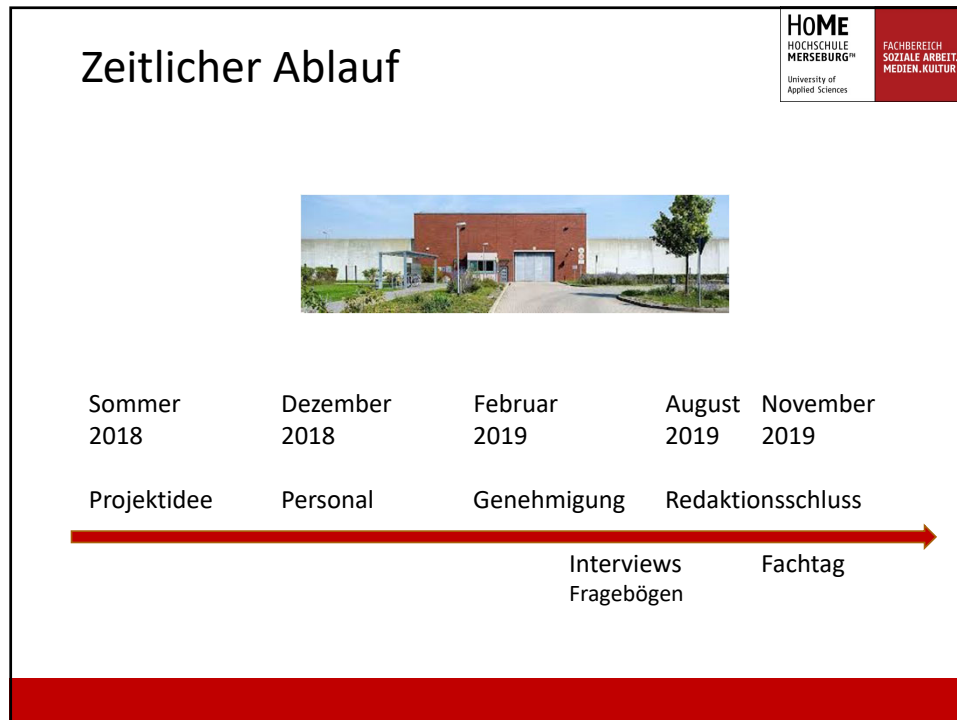 Zeitlicher Ablauf
HOME
HOCHSCHULE
MERSEBURG FH
University of
Applied Sciences
FACHBEREICH
SOZIALE ARBEIT.
MEDIEN.KULTUR
Sommer Dezember Februar August November
2018 2018 2019 2019 2019
Projektidee Personal Genehmigung Redaktionsschluss
Interviews Fachtag
Fragebögen